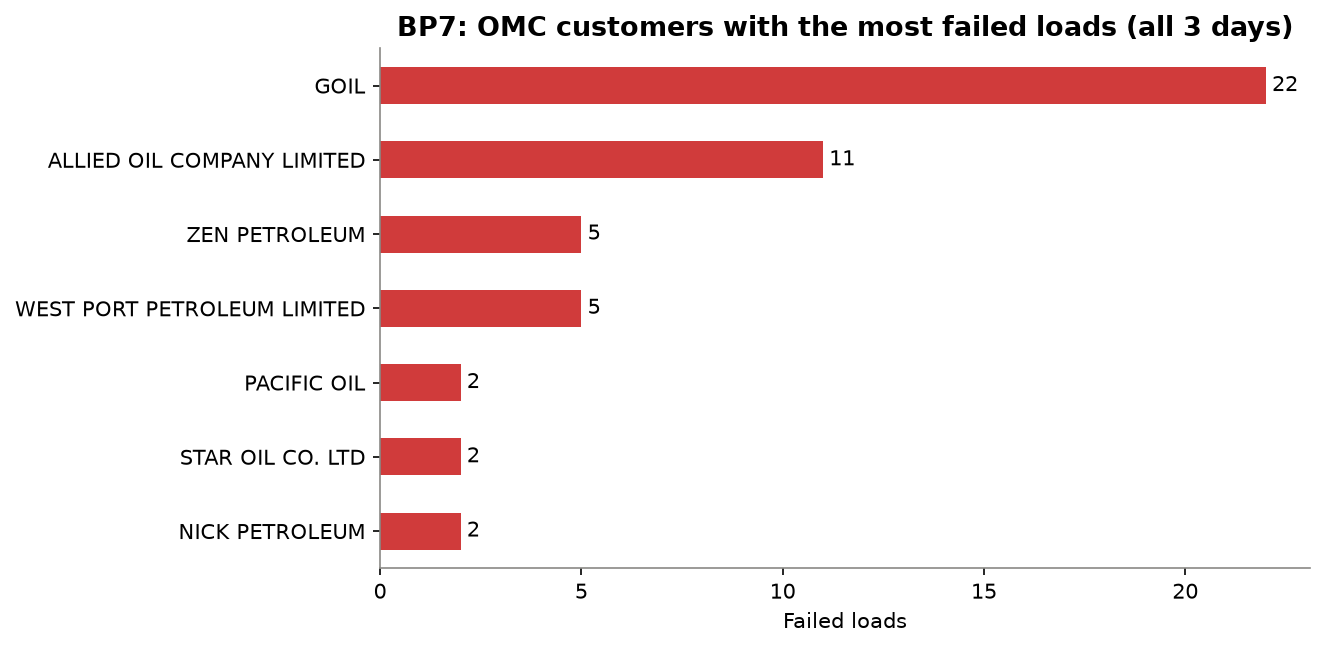 BP7: OMC customers with the most failed loads (all 3 days)
GOIL
22
ALLIED OIL COMPANY LIMITED
11
ZEN PETROLEUM
5
WEST PORT PETROLEUM LIMITED
5
PACIFIC OIL
2
STAR OIL CO. LTD
2
NICK PETROLEUM
2
0 5 10 15 20
Failed loads